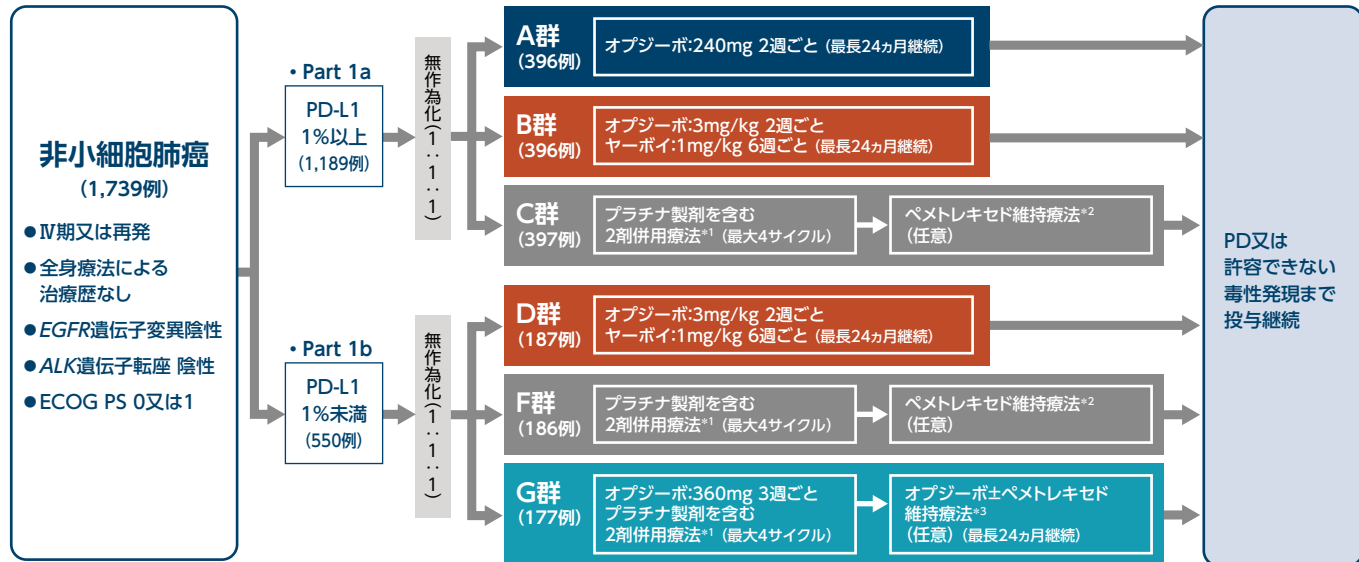 非小細胞肺癌
(1,739例)
●Ⅳ期又は再発
●全身療法による
治療歴なし
●EGFR遺伝子変異陰性
●ALK遺伝子転座 陰性
●ECOG PS 0又は1
・Part 1a
PD-L1
1%以上
(1,189例)
無作為化(1:1:1)
A群
(396例)
オプジーボ:240mg 2週ごと (最長24ヵ月継続)
B群
(396例)
オプジーボ:3mg/kg 2週ごと
ヤーボイ:1mg/kg 6週ごと (最長24ヵ月継続)
C群
(397例)
プラチナ製剤を含む
2剤併用療法*1 (最大4サイクル)
ペメトレキセド維持療法*2
(任意)
・Part 1b
PD-L1
1%未満
(550例)
無作為化(1:1:1)
D群
(187例)
オプジーボ:3mg/kg 2週ごと
ヤーボイ:1mg/kg 6週ごと (最長24ヵ月継続)
F群
(186例)
プラチナ製剤を含む
2剤併用療法*1 (最大4サイクル)
ペメトレキセド維持療法*2
(任意)
G群
(177例)
オプジーボ:360mg 3週ごと
プラチナ製剤を含む
2剤併用療法*1 (最大4サイクル)
オプジーボ±ペメトレキセド
維持療法*3
(任意) (最長24ヵ月継続)
PD又は
許容できない
毒性発現まで
投与継続